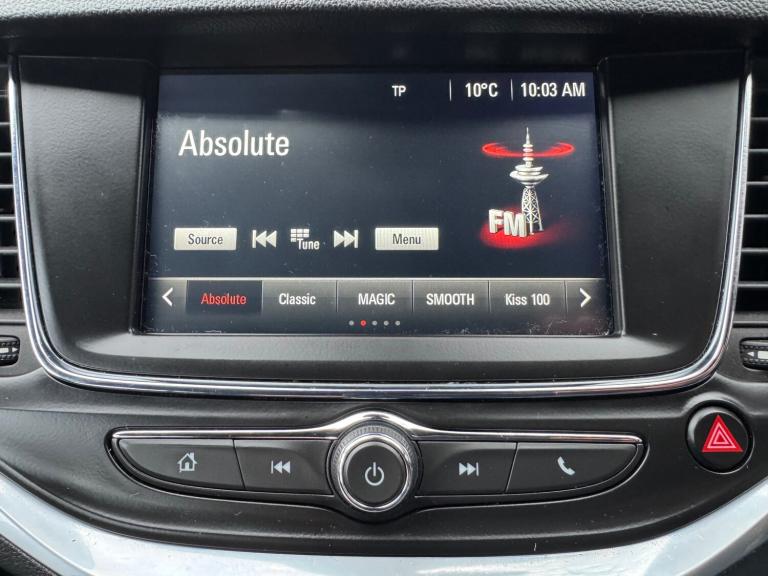 TP 10°C 10:03 AM
Absolute
FM
Source Tune Menu
Absolute Classic MAGIC SMOOTH Kiss 100